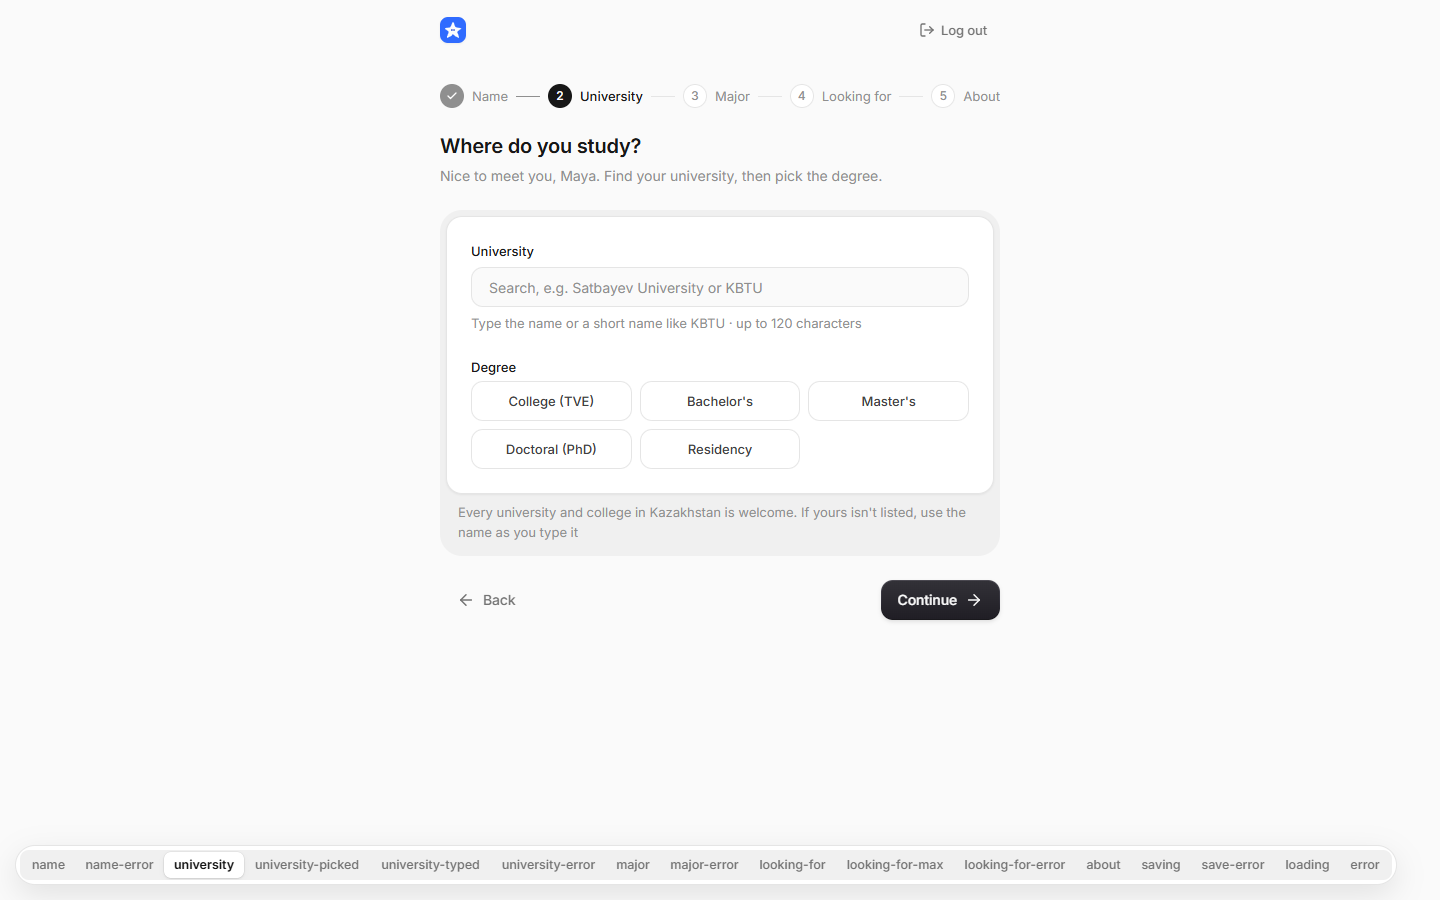 Log out
Name 2 University 3 Major 4 Looking for 5 About
Where do you study?
Nice to meet you, Maya. Find your university, then pick the degree.
University
Search, e.g. Satbayev University or KBTU
Type the name or a short name like KBTU · up to 120 characters
Degree
College (TVE) Bachelor's Master's
Doctoral (PhD) Residency
Every university and college in Kazakhstan is welcome. If yours isn't listed, use the
name as you type it
Back Continue
name name-error university university-picked university-typed university-error major major-error looking-for looking-for-max looking-for-error about saving save-error loading error